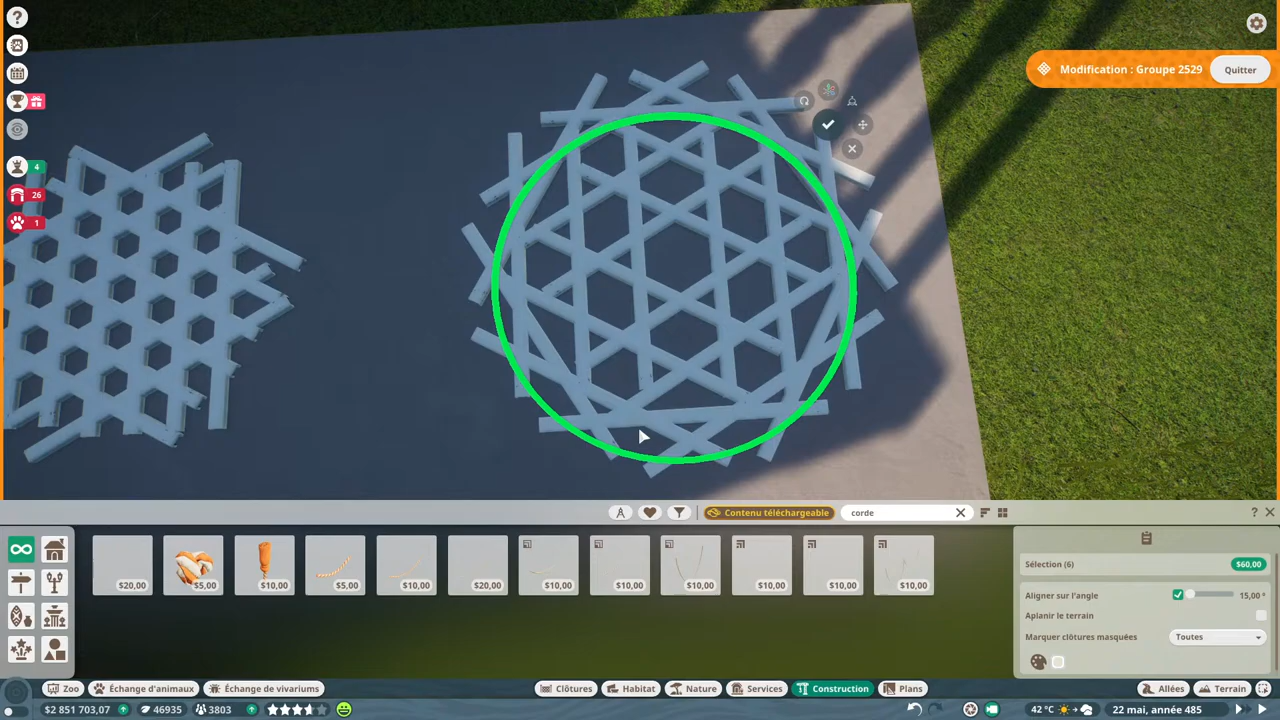 ?
Modification : Groupe 2529
Quitter
4
26
1
Contenu téléchargeable
corde
?
$20,00
$5,00
$10,00
$5,00
$10,00
$20,00
$10,00
$10,00
$10,00
$10,00
$10,00
$10,00
Sélection (6)
$60,00
Aligner sur l'angle
15,00 °
Aplanir le terrain
Marquer clôtures masquées
Toutes
Zoo
Échange d'animaux
Échange de vivariums
Clôtures
Habitat
Nature
Services
Construction
Plans
Allées
Terrain
$2 851 703,07
46935
3803
42 °C
22 mai, année 485